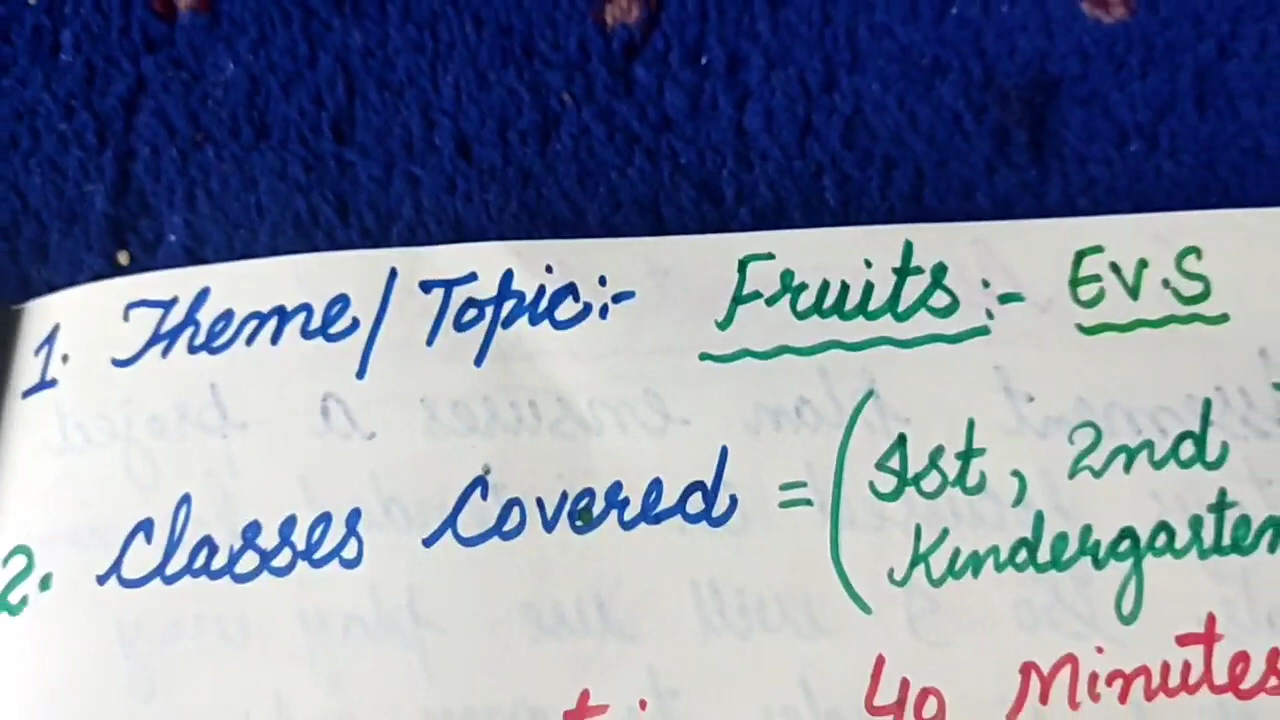 1. Theme/Topic:- Fruits:- EV.S
2. Classes Covered = (1st, 2nd
Kindergarten
40 Minutes